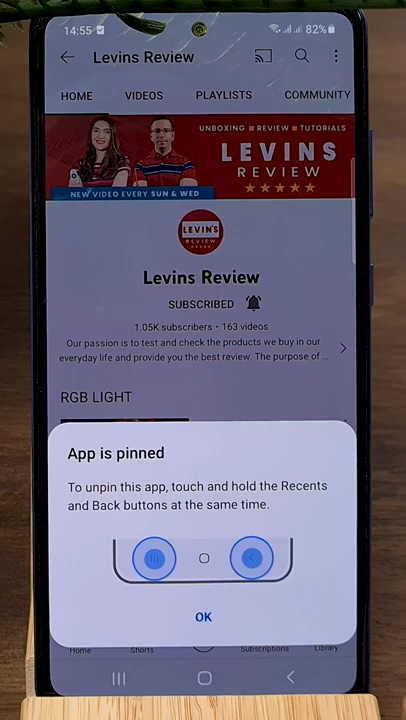 14:55
82%
Levins Review
HOME VIDEOS PLAYLISTS COMMUNITY
UNBOXING ■ REVIEW ■ TUTORIALS
LEVINS
REVIEW
NEW VIDEO EVERY SUN & WED
LEVIN'S
REVIEW
Levins Review
SUBSCRIBED
1.05K subscribers • 163 videos
Our passion is to test and check the products we buy in our
everyday life and provide you the best review. The purpose of ...
RGB LIGHT
App is pinned
To unpin this app, touch and hold the Recents
and Back buttons at the same time.
OK
Home Shorts Subscriptions Library